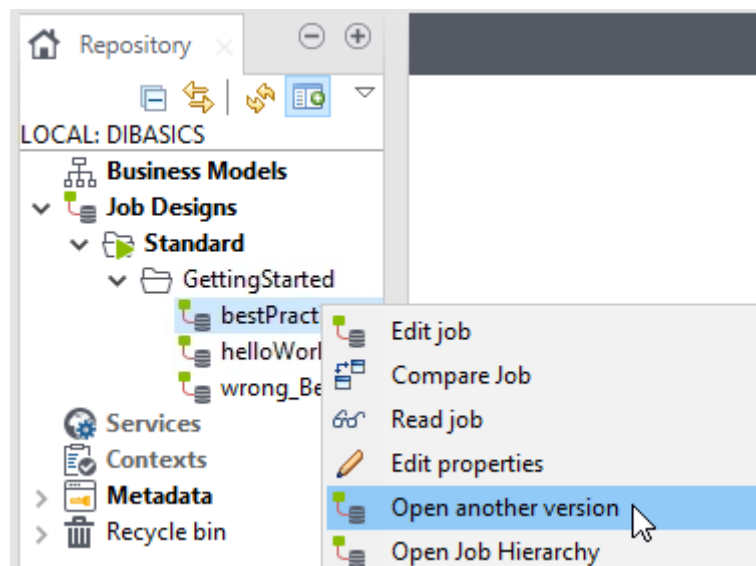 Repository
LOCAL: DIBASICS
Business Models
Job Designs
Standard
GettingStarted
bestPract
helloWorl
wrong_Be
Services
Contexts
Metadata
Recycle bin
Edit job
Compare Job
Read job
Edit properties
Open another version
Open Job Hierarchy